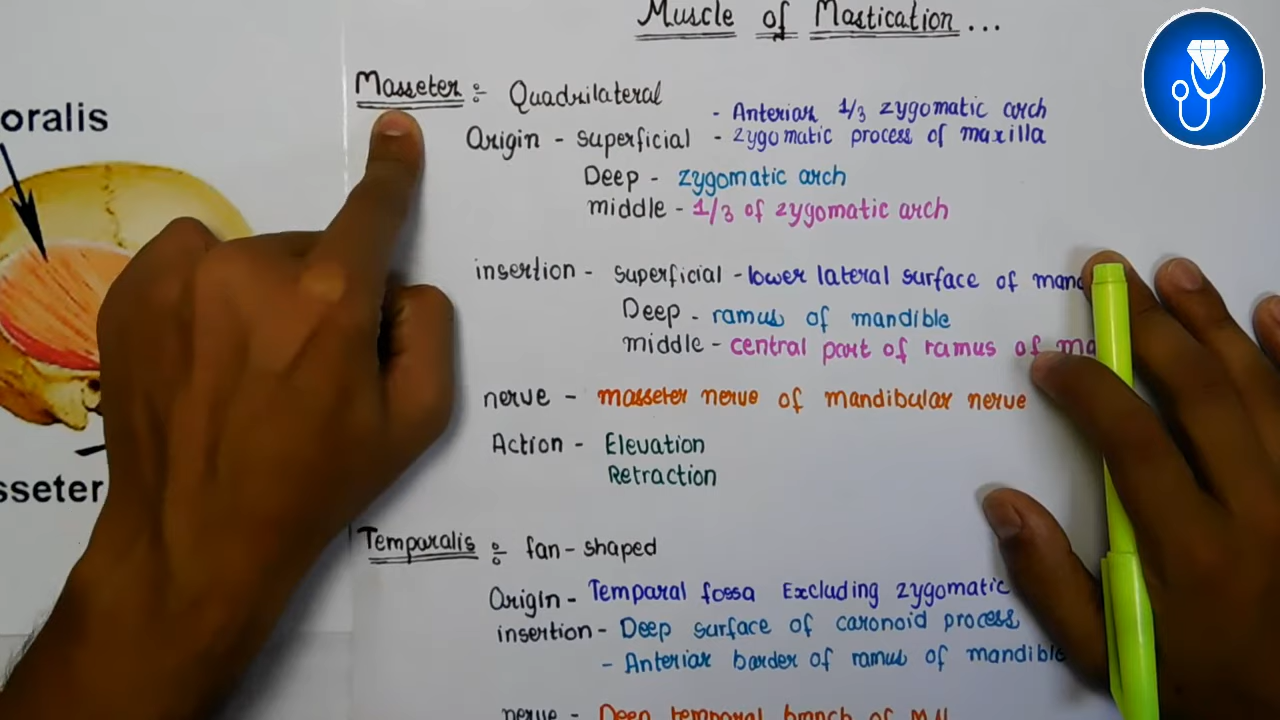 Muscle of Mastication...
oralis
Masseter ÷ Quadrilateral
- Anterior 1/3 zygomatic arch
Origin - superficial - zygomatic process of maxilla
Deep - zygomatic arch
middle - 1/3 of zygomatic arch
insertion - superficial - lower lateral surface of mand
Deep - ramus of mandible
middle - central part of ramus of ma
nerve - masseter nerve of mandibular nerve
Action - Elevation
Retraction
sseter
Temporalis ÷ fan-shaped
Origin - Temporal fossa Excluding zygomatic
insertion - Deep surface of coronoid process
- Anterior border of ramus of mandible
nerve - Deep temporal branch of